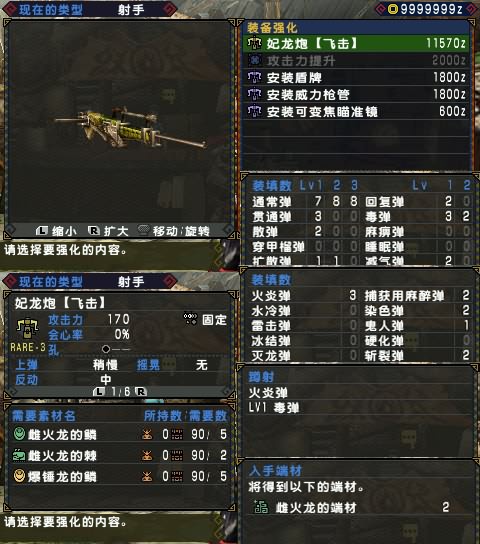 现在的类型 射手
9999999z
装备强化
妃龙炮【飞击】 11570z
攻击力提升 2000z
安装盾牌 1800z
安装威力枪管 1800z
安装可变焦瞄准镜 600z
L 缩小 R 扩大 移动/旋转
请选择要强化的内容。
装填数 Lv1 2 3 Lv 1 2
通常弹 7 8 8 回复弹 2 0
贯通弹 3 0 0 毒弹 3 2
散弹 2 0 0 麻痹弹 0 0
穿甲榴弹 0 0 0 睡眠弹 0 0
扩散弹 1 1 0 减气弹 2 0
现在的类型 射手
妃龙炮【飞击】
攻击力 170 固定
会心率 0%
RARE-3 孔
上弹 稍慢 摇晃 无
反动 中
L 1/6 R
需要素材名 所持数/需要数
雌火龙的鳞 0 90/ 5
雌火龙的棘 0 90/ 2
爆锤龙的鳞 0 90/ 5
请选择要强化的内容。
装填数
火炎弹 3 捕获用麻醉弹 2
水冷弹 0 染色弹 2
雷击弹 0 鬼人弹 1
冰结弹 0 硬化弹 0
灭龙弹 0 斩裂弹 2
蹲射
火炎弹
LV1 毒弹
入手端材
将得到以下的端材。
雌火龙的端材 2